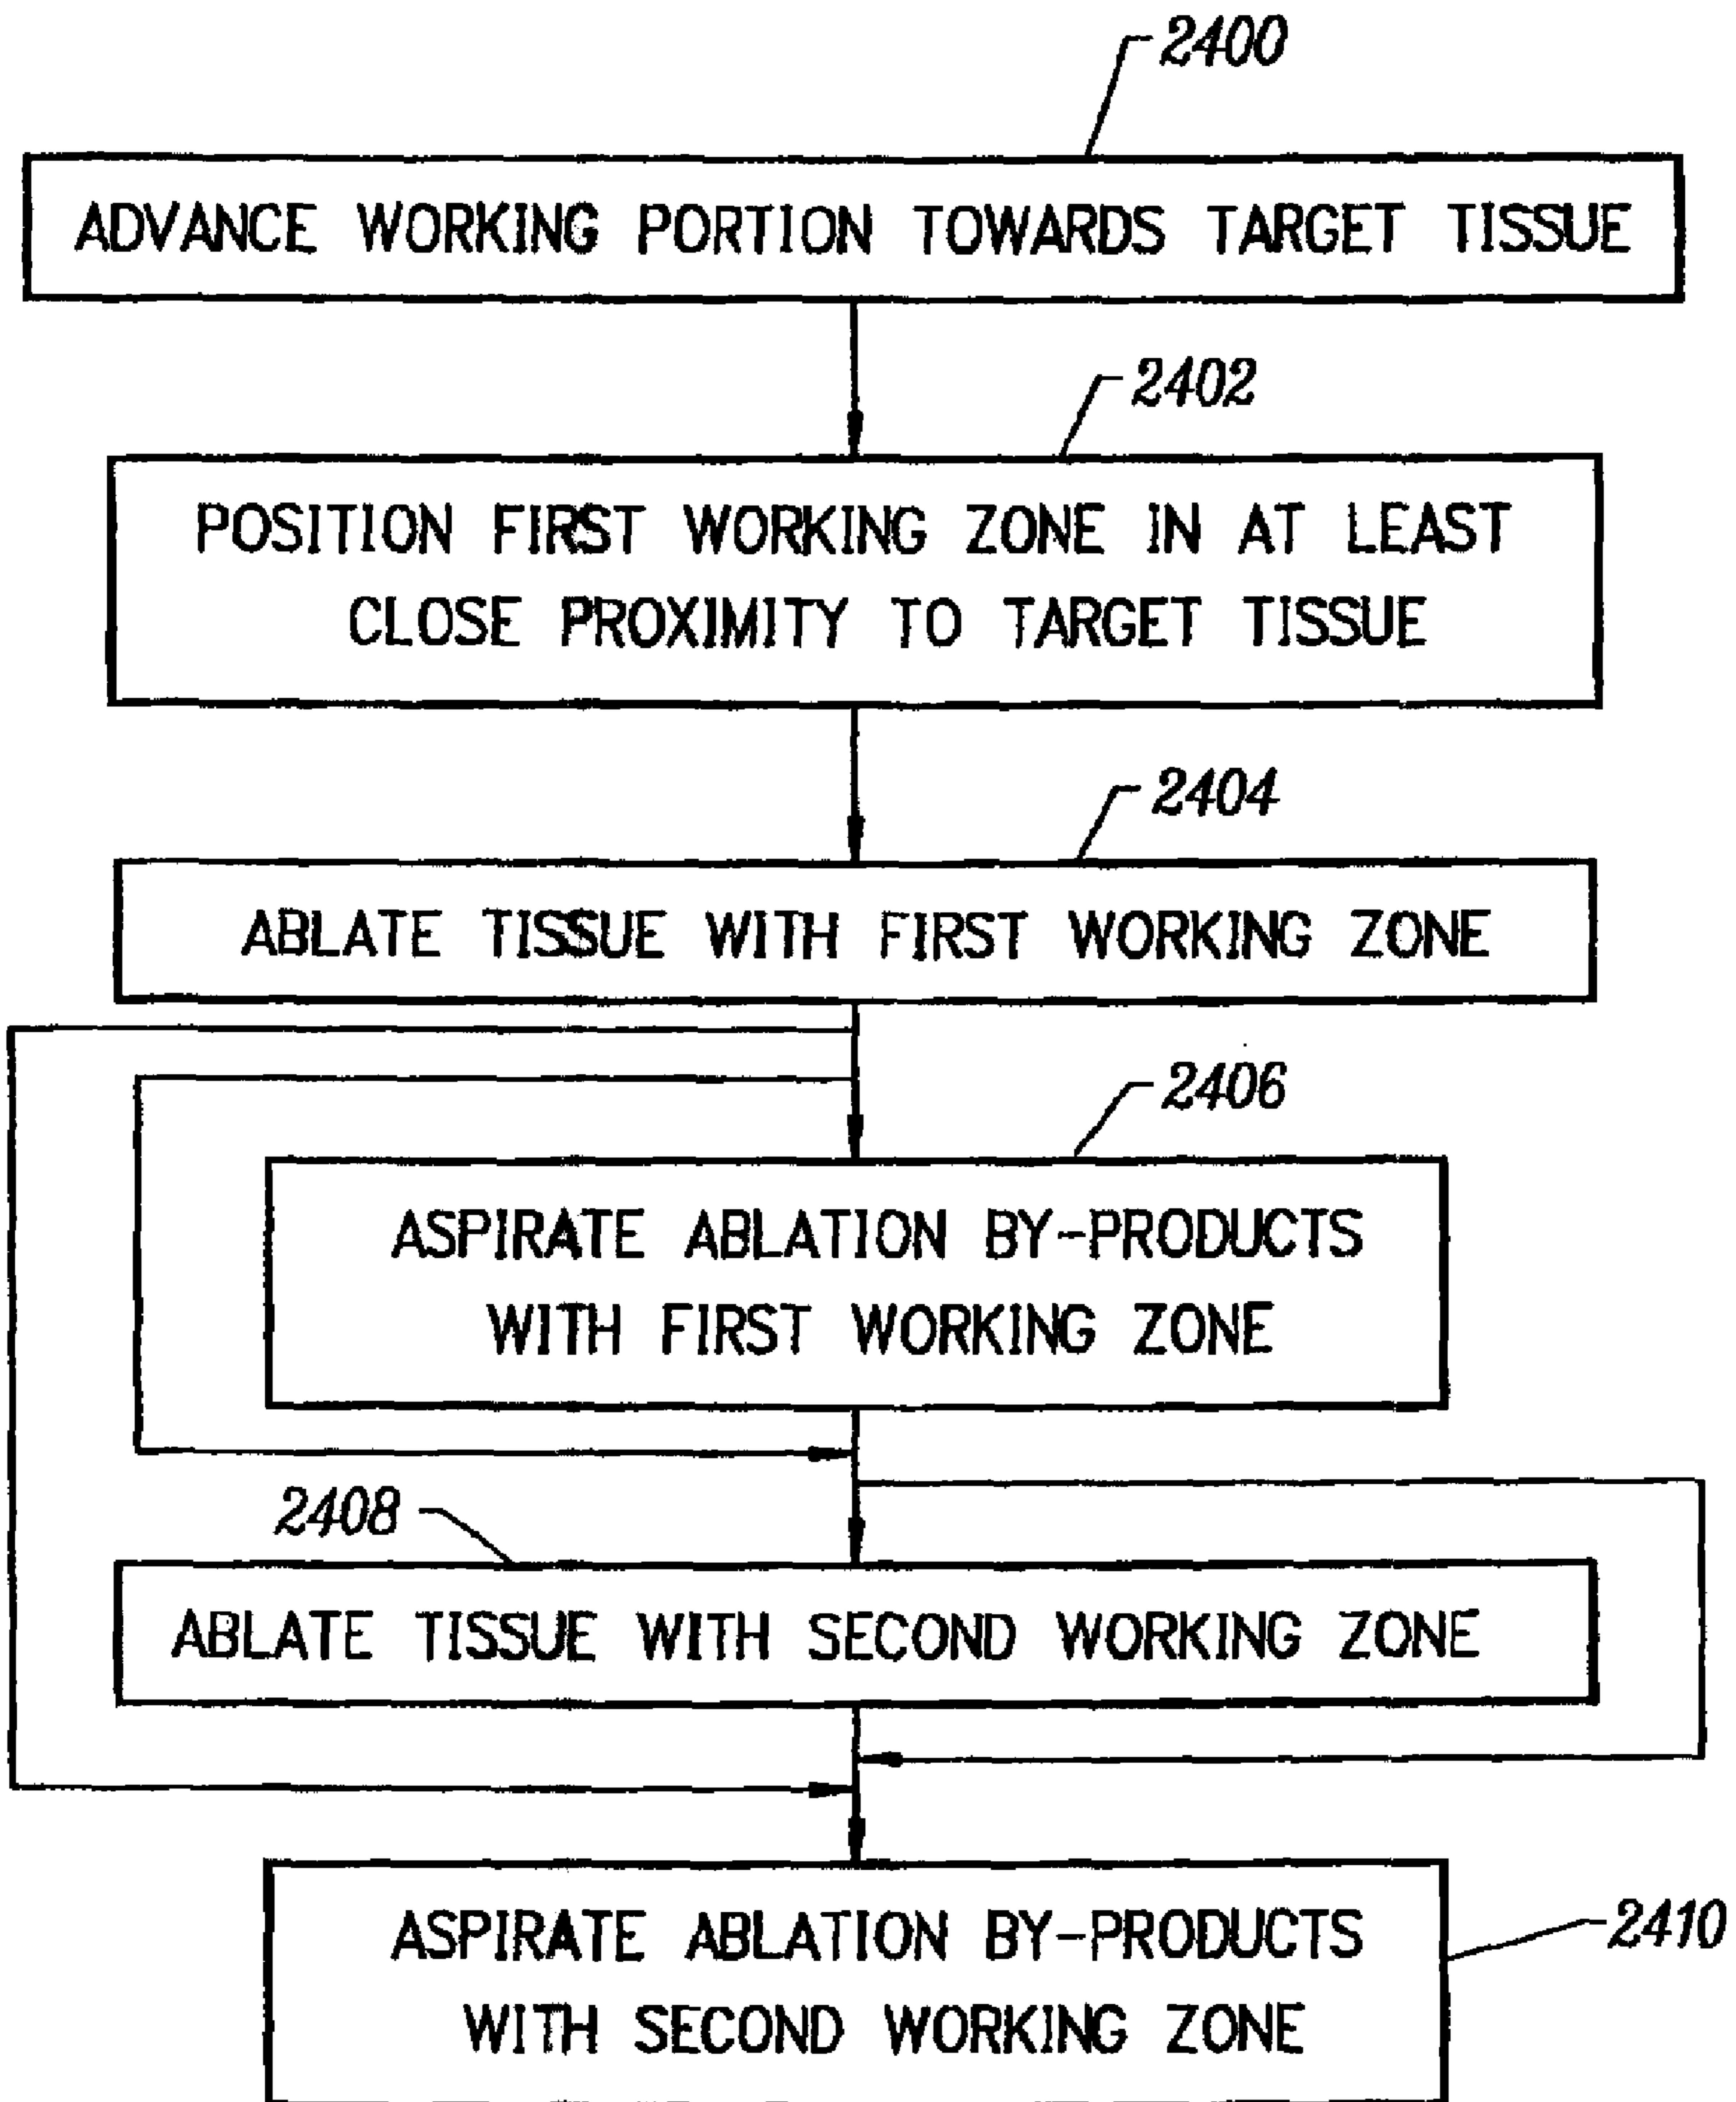 2400
ADVANCE WORKING PORTION TOWARDS TARGET TISSUE
2402
POSITION FIRST WORKING ZONE IN AT LEAST
CLOSE PROXIMITY TO TARGET TISSUE
2404
ABLATE TISSUE WITH FIRST WORKING ZONE
2406
ASPIRATE ABLATION BY-PRODUCTS
WITH FIRST WORKING ZONE
2408
ABLATE TISSUE WITH SECOND WORKING ZONE
ASPIRATE ABLATION BY-PRODUCTS
WITH SECOND WORKING ZONE
2410